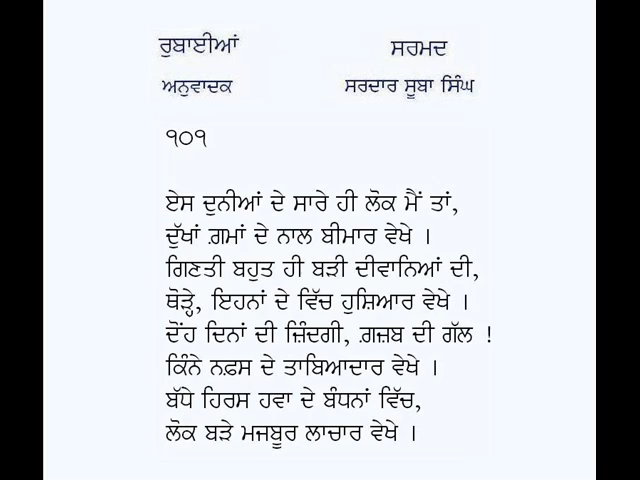 ਰੁਬਾਈਆਂ ਸਰਮਦ
ਅਨੁਵਾਦਕ ਸਰਦਾਰ ਸੂਬਾ ਸਿੰਘ
੧੦੧
ਏਸ ਦੁਨੀਆਂ ਦੇ ਸਾਰੇ ਹੀ ਲੋਕ ਮੈਂ ਤਾਂ,
ਦੁੱਖਾਂ ਗ਼ਮਾਂ ਦੇ ਨਾਲ ਬੀਮਾਰ ਵੇਖੇ ।
ਗਿਣਤੀ ਬਹੁਤ ਹੀ ਬੜੀ ਦੀਵਾਨਿਆਂ ਦੀ,
ਥੋੜ੍ਹੇ, ਇਹਨਾਂ ਦੇ ਵਿੱਚ ਹੁਸ਼ਿਆਰ ਵੇਖੇ ।
ਦੋਂਹ ਦਿਨਾਂ ਦੀ ਜ਼ਿੰਦਗੀ, ਗ਼ਜ਼ਬ ਦੀ ਗੱਲ !
ਕਿੰਨੇ ਨਫ਼ਸ ਦੇ ਤਾਬਿਆਦਾਰ ਵੇਖੇ ।
ਬੱਧੇ ਹਿਰਸ ਹਵਾ ਦੇ ਬੰਧਨਾਂ ਵਿੱਚ,
ਲੋਕ ਬੜੇ ਮਜਬੂਰ ਲਾਚਾਰ ਵੇਖੇ ।